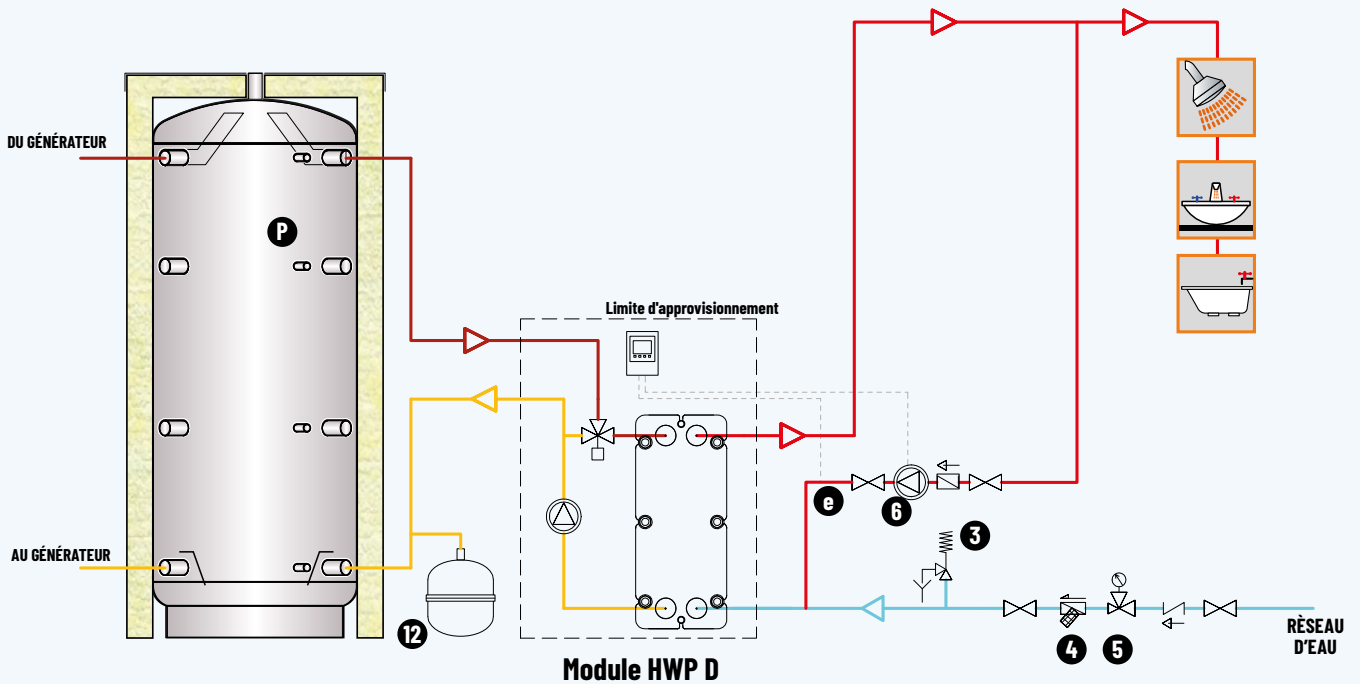 DU GÉNÉRATEUR
P
Limite d'approvisionnement
e
6
3
AU GÉNÉRATEUR
12
4
5
RÈSEAU
D'EAU
Module HWP D